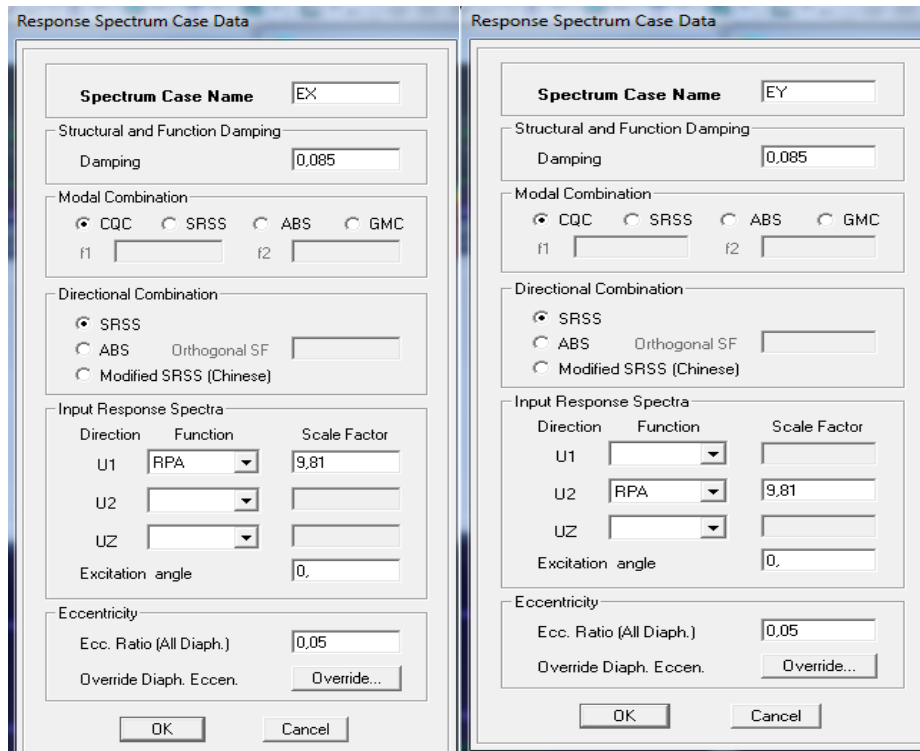 Response Spectrum Case Data
Spectrum Case Name EX
Structural and Function Damping
Damping 0,085
Modal Combination
CQC SRSS ABS GMC
f1 f2
Directional Combination
SRSS
ABS Orthogonal SF
Modified SRSS (Chinese)
Input Response Spectra
Direction Function Scale Factor
U1 RPA 9,81
U2
UZ
Excitation angle 0,
Eccentricity
Ecc. Ratio (All Diaph.) 0,05
Override Diaph. Eccen. Override...
OK Cancel
Response Spectrum Case Data
Spectrum Case Name EY
Structural and Function Damping
Damping 0,085
Modal Combination
CQC SRSS ABS GMC
f1 f2
Directional Combination
SRSS
ABS Orthogonal SF
Modified SRSS (Chinese)
Input Response Spectra
Direction Function Scale Factor
U1
U2 RPA 9,81
UZ
Excitation angle 0,
Eccentricity
Ecc. Ratio (All Diaph.) 0,05
Override Diaph. Eccen. Override...
OK Cancel